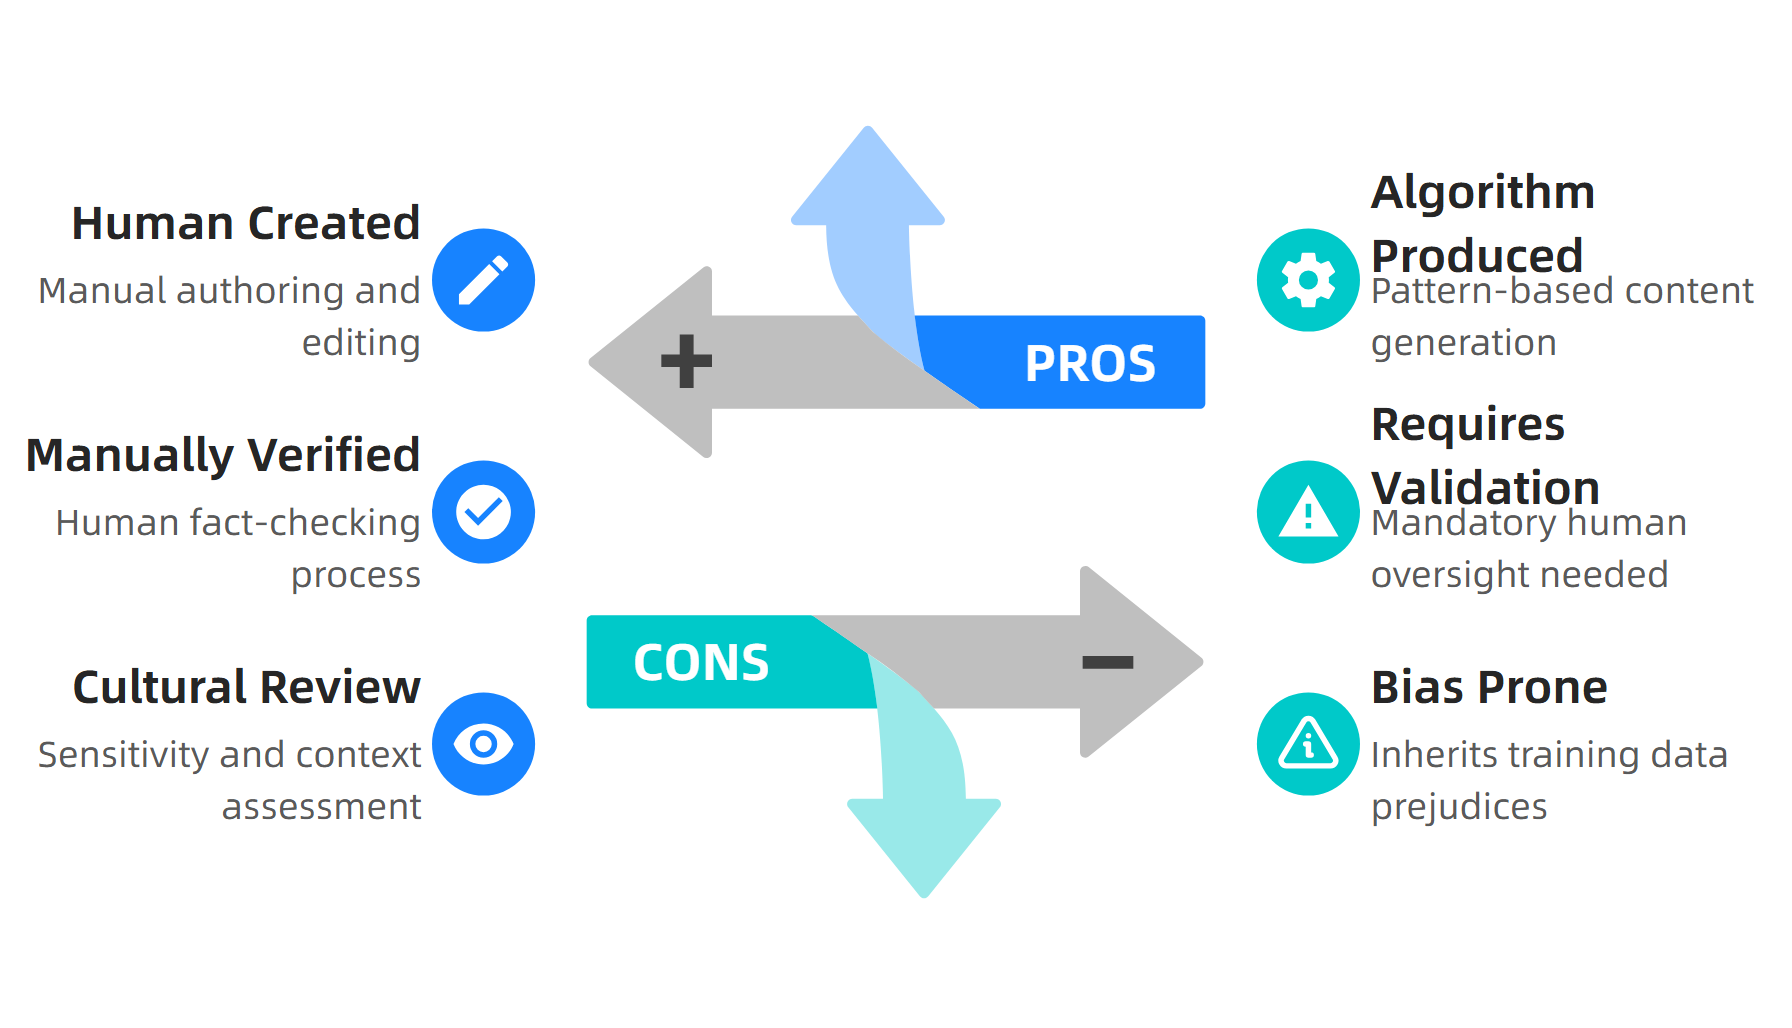 Human Created
Manual authoring and
editing
Manually Verified
Human fact-checking
process
Cultural Review
Sensitivity and context
assessment
+
PROS
CONS
−
Algorithm
Produced
Pattern-based content
generation
Requires
Validation
Mandatory human
oversight needed
Bias Prone
Inherits training data
prejudices